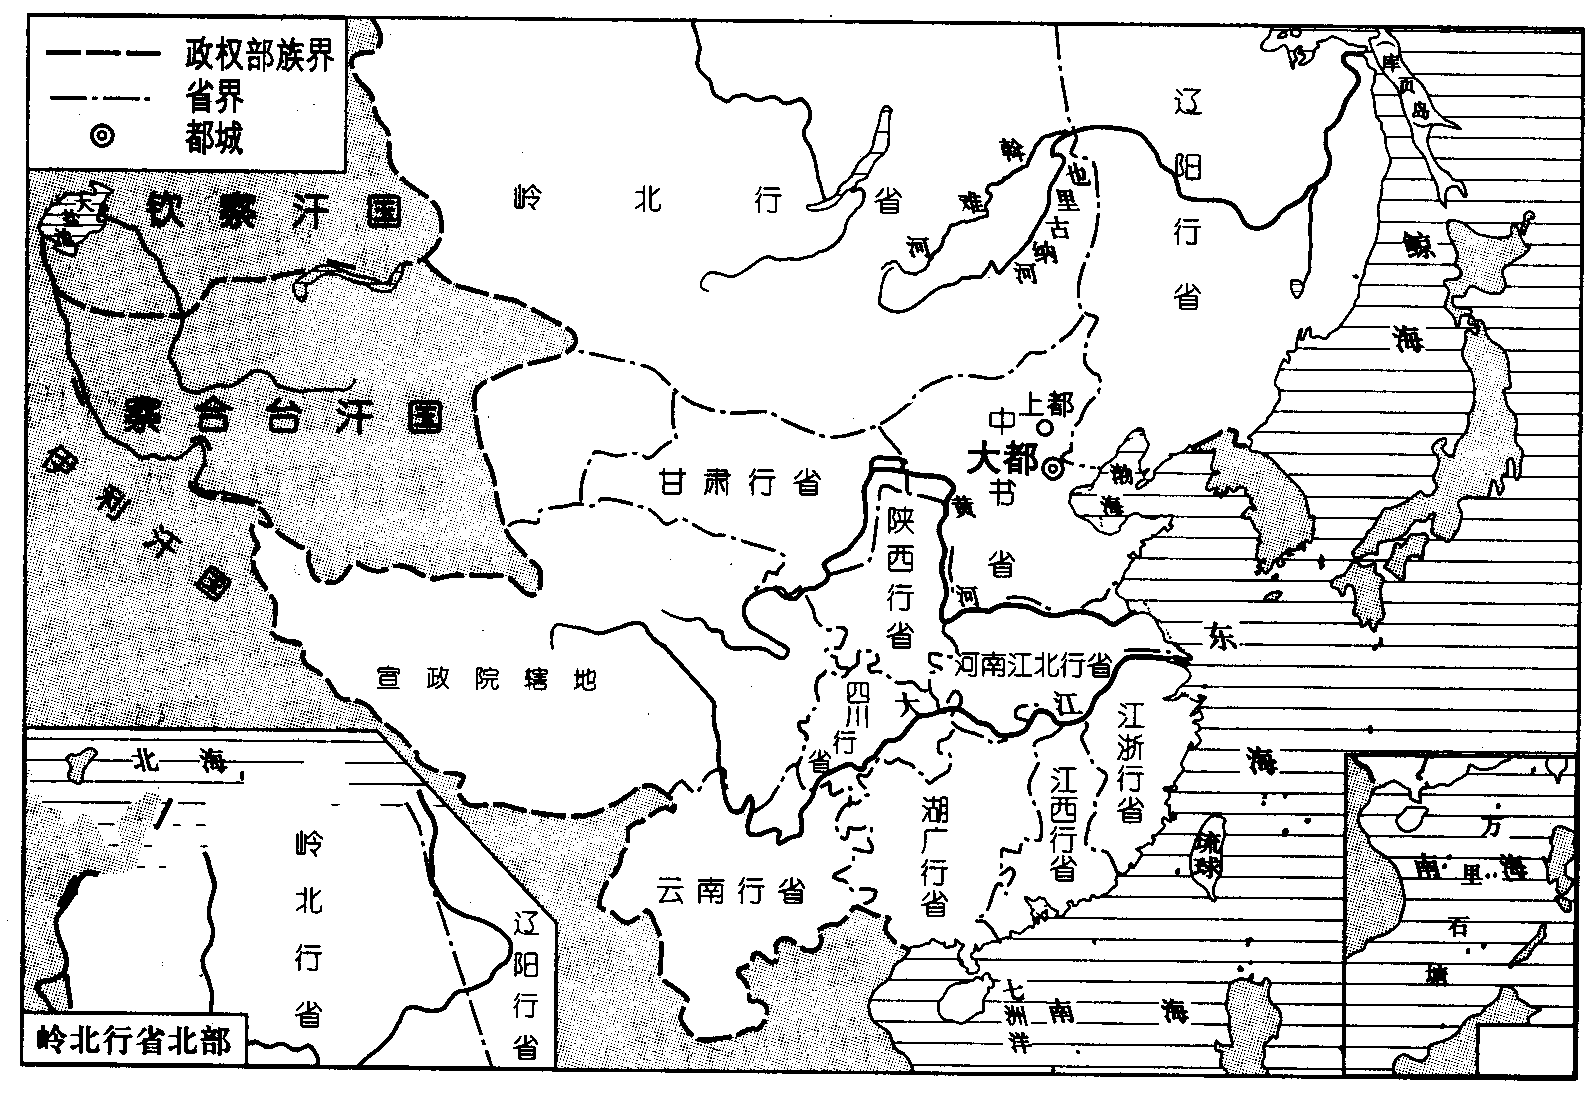 政权部族界
省界
都城
库页岛
辽阳行省
岭北行省
斡难河
也里古纳河
大盐池
钦察汗国
鲸海
察合台汗国
伊利汗国
上都
大都
中书省
渤海
甘肃行省
黄河
陕西行省
东海
河南江北行省
宣政院辖地
四川行省
大江
江浙行省
江西行省
湖广行省
云南行省
琉球
北海
岭北行省
辽阳行省
岭北行省北部
七洲洋
南海
南海
万里石塘